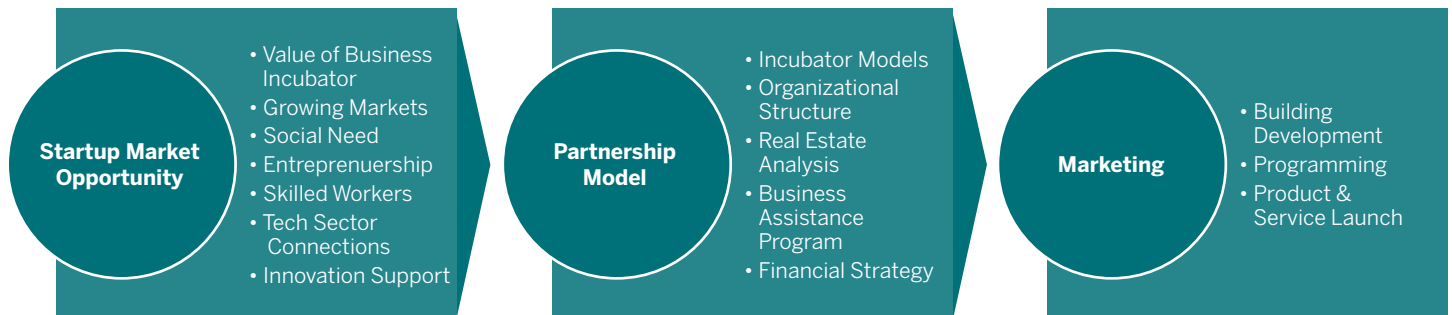 Startup Market
Opportunity
• Value of Business
Incubator
• Growing Markets
• Social Need
• Entreprenuership
• Skilled Workers
• Tech Sector
Connections
• Innovation Support
Partnership
Model
• Incubator Models
• Organizational
Structure
• Real Estate
Analysis
• Business
Assistance
Program
• Financial Strategy
Marketing
• Building
Development
• Programming
• Product &
Service Launch